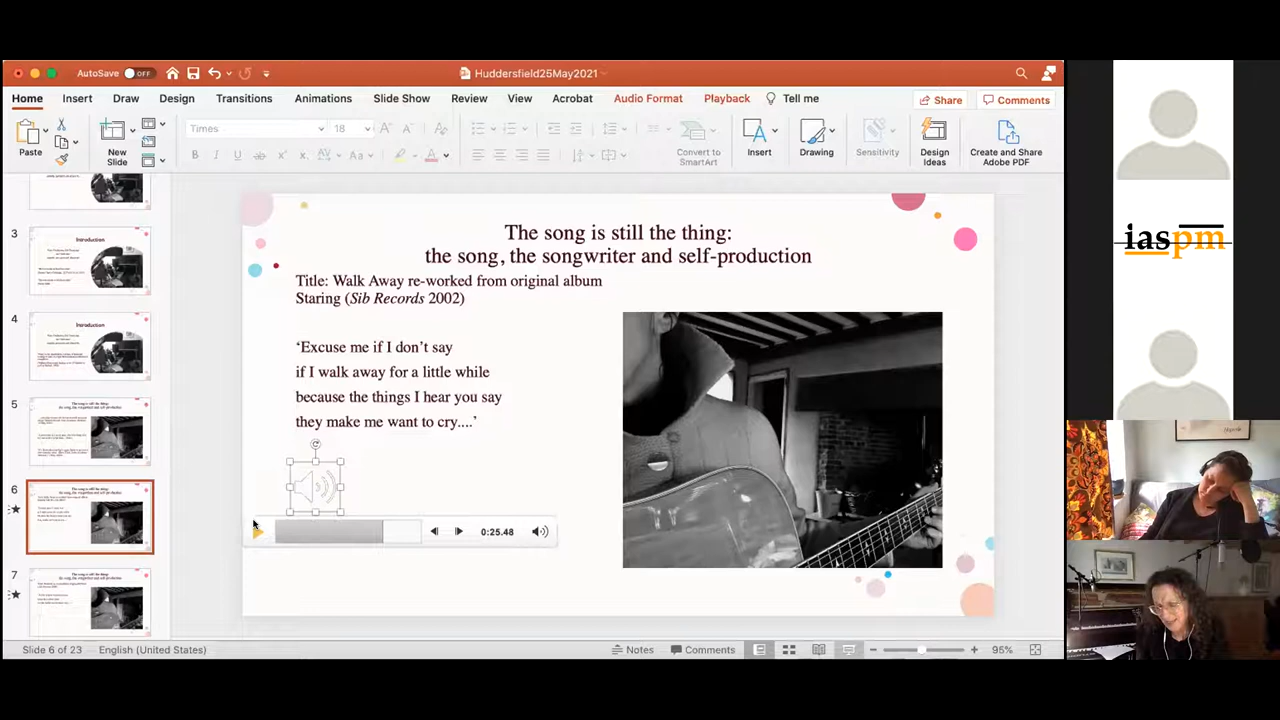 AutoSave OFF
Huddersfield25May2021
Home Insert Draw Design Transitions Animations Slide Show Review View Acrobat Audio Format Playback Tell me Share Comments
Times 18
Paste New Slide Convert to SmartArt Insert Drawing Sensitivity Design Ideas Create and Share Adobe PDF
3
Introduction
4
Introduction
5
6
7
The song is still the thing:
the song, the songwriter and self-production
Title: Walk Away re-worked from original album
Staring (Sib Records 2002)
‘Excuse me if I don’t say
if I walk away for a little while
because the things I hear you say
they make me want to cry....’
0:25.48
Slide 6 of 23 English (United States) Notes Comments 95%
iaspm